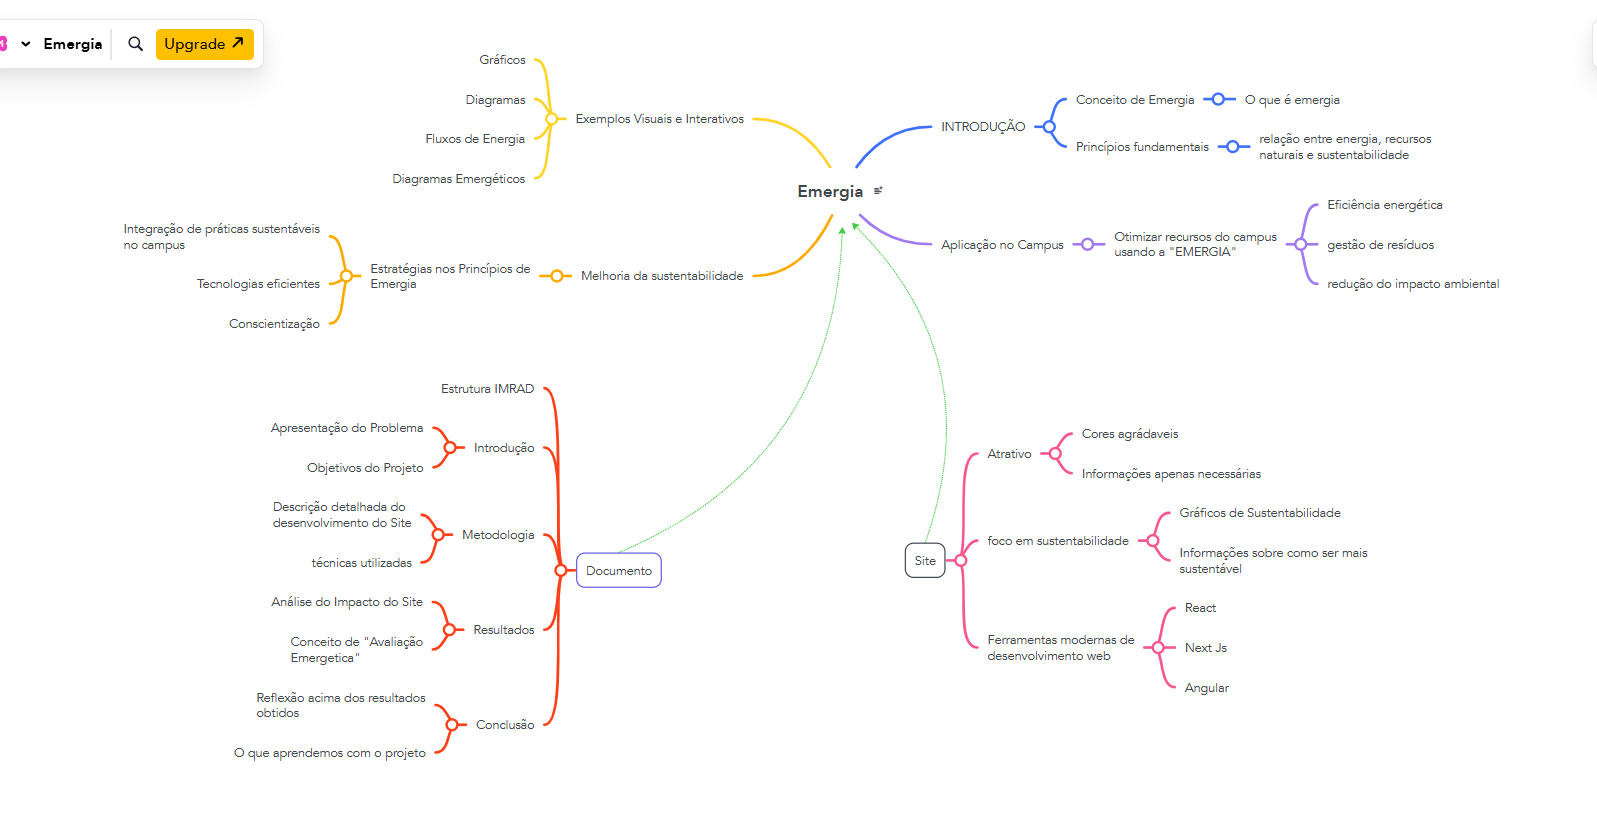 Emergia
Upgrade
Gráficos
Diagramas
Exemplos Visuais e Interativos
Fluxos de Energia
Diagramas Emergéticos
INTRODUÇÃO
Conceito de Emergia
O que é emergia
Princípios fundamentais
relação entre energia, recursos
naturais e sustentabilidade
Emergia
Aplicação no Campus
Otimizar recursos do campus
usando a "EMERGIA"
Eficiência energética
gestão de resíduos
redução do impacto ambiental
Integração de práticas sustentáveis
no campus
Tecnologias eficientes
Conscientização
Estratégias nos Princípios de
Emergia
Melhoria da sustentabilidade
Estrutura IMRAD
Apresentação do Problema
Objetivos do Projeto
Introdução
Descrição detalhada do
desenvolvimento do Site
técnicas utilizadas
Metodologia
Documento
Análise do Impacto do Site
Conceito de "Avaliação
Emergetica"
Resultados
Reflexão acima dos resultados
obtidos
O que aprendemos com o projeto
Conclusão
Site
Atrativo
Cores agrádaveis
Informações apenas necessárias
foco em sustentabilidade
Gráficos de Sustentabilidade
Informações sobre como ser mais
sustentável
Ferramentas modernas de
desenvolvimento web
React
Next Js
Angular